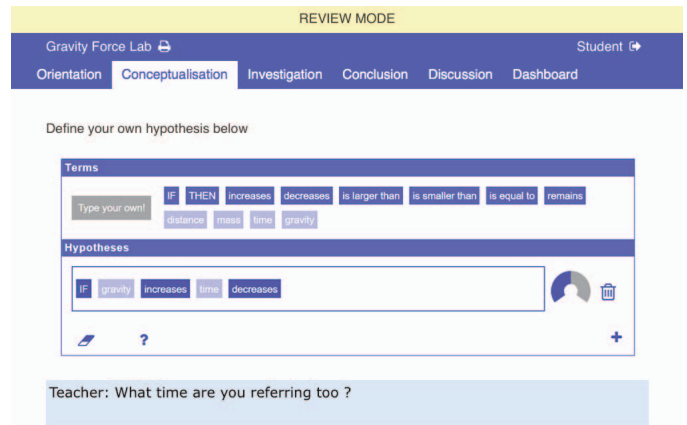 REVIEW MODE
Gravity Force Lab Student
Orientation Conceptualisation Investigation Conclusion Discussion Dashboard
Define your own hypothesis below
Terms
Type your own! IF THEN increases decreases is larger than is smaller than is equal to remains
distance mass time gravity
Hypotheses
IF gravity increases time decreases
? +
Teacher: What time are you referring too ?